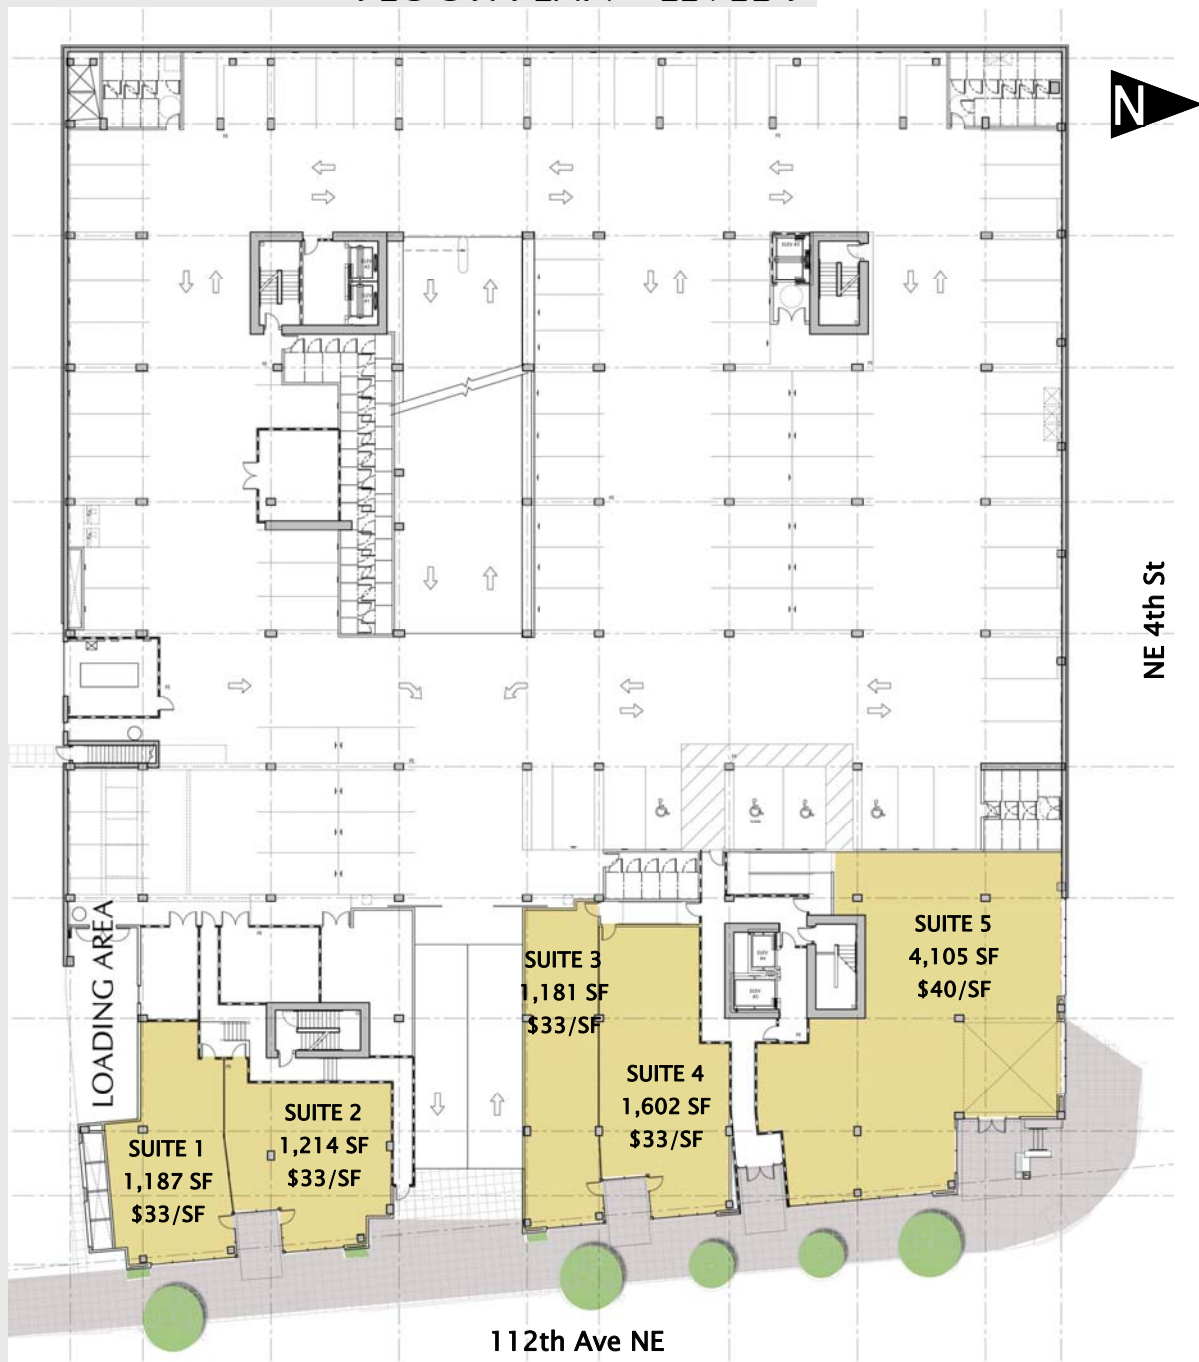 N
NE 4th St
LOADING AREA
SUITE 1
1,187 SF
$33/SF
SUITE 2
1,214 SF
$33/SF
SUITE 3
1,181 SF
$33/SF
SUITE 4
1,602 SF
$33/SF
SUITE 5
4,105 SF
$40/SF
112th Ave NE